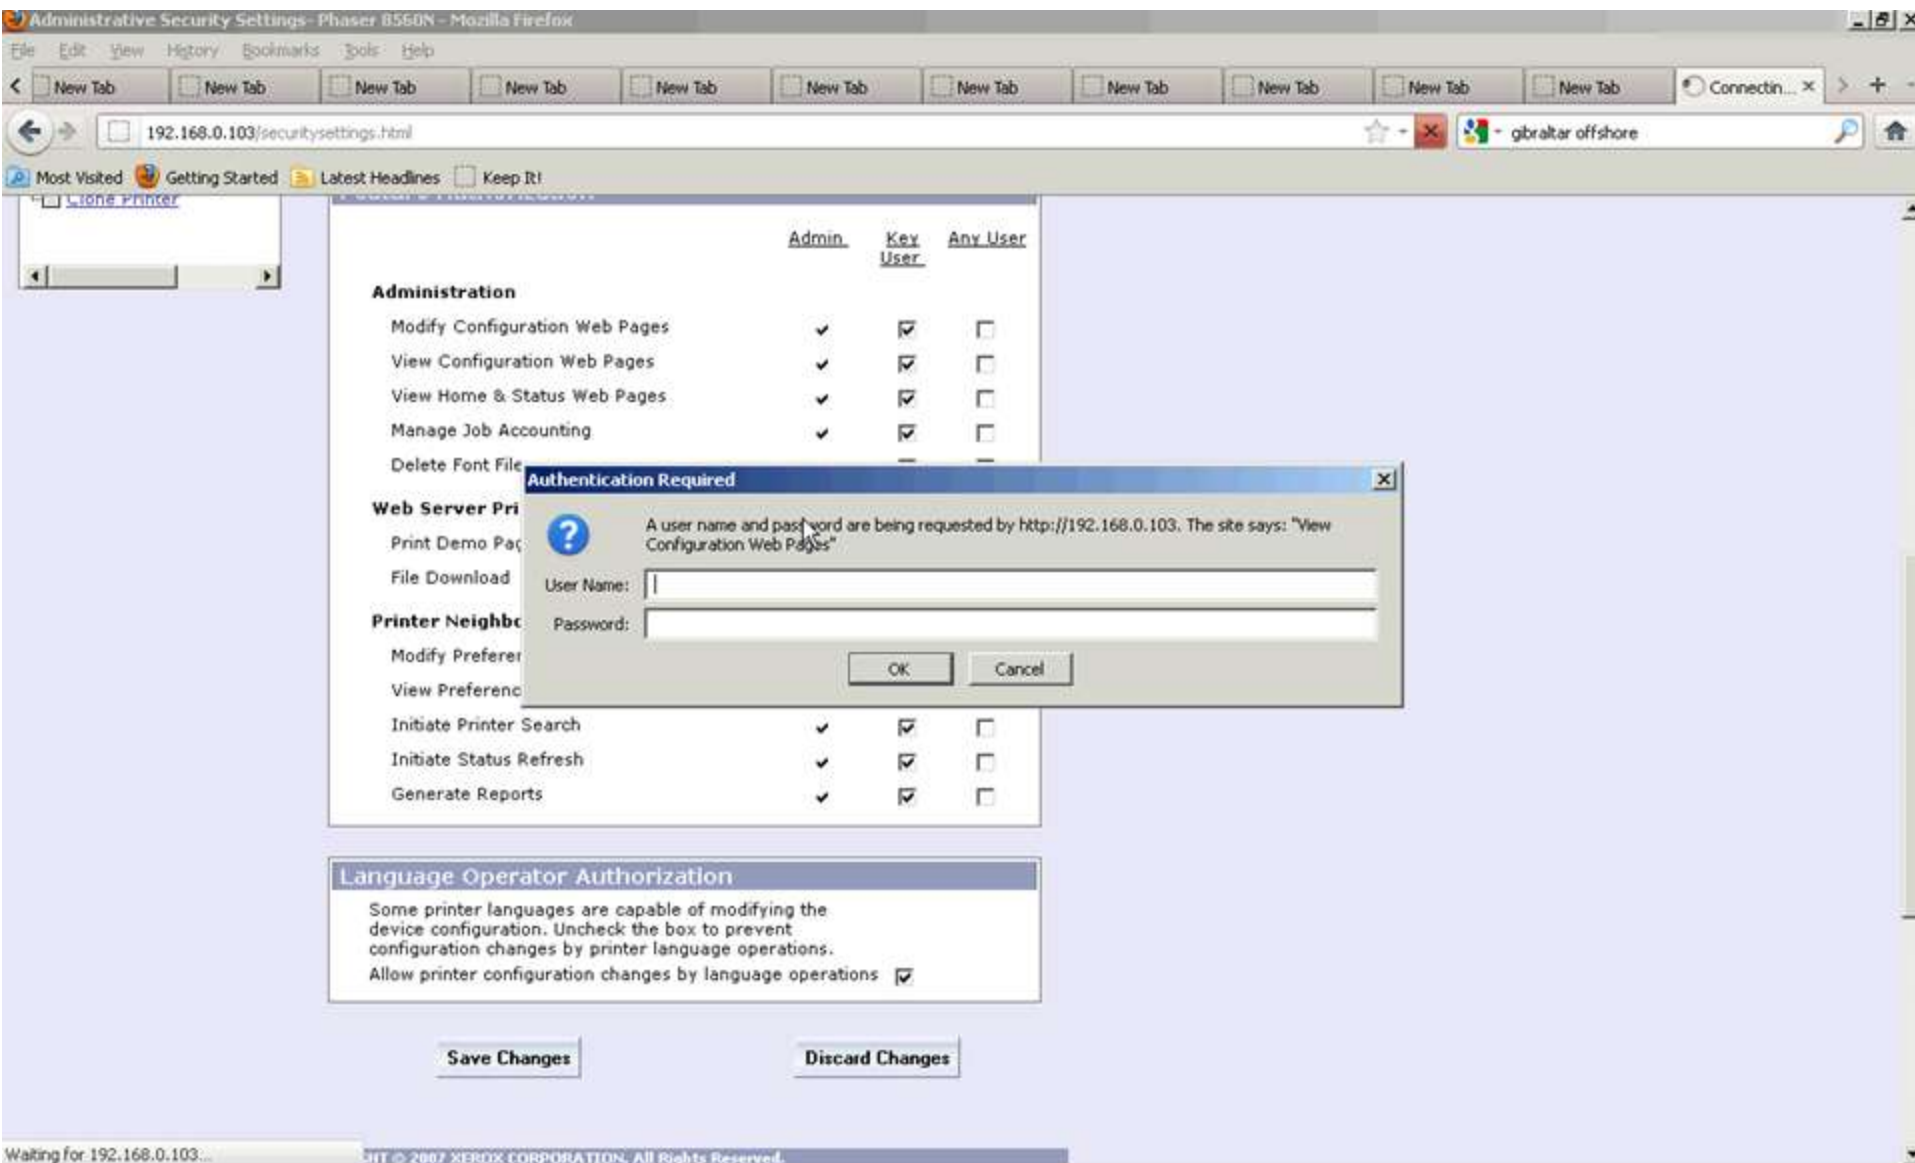 Administrative Security Settings- Phaser 8560N - Mozilla Firefox
File Edit View History Bookmarks Tools Help
New Tab New Tab New Tab New Tab New Tab New Tab New Tab New Tab New Tab New Tab New Tab Connectin...
192.168.0.103/securitysettings.html gibraltar offshore
Most Visited Getting Started Latest Headlines Keep It!
Clone Printer
Admin Key User Any User
Administration
Modify Configuration Web Pages
View Configuration Web Pages
View Home & Status Web Pages
Manage Job Accounting
Delete Font File
Authentication Required
Web Server Pri
A user name and password are being requested by http://192.168.0.103. The site says: "View
Configuration Web Pages"
Print Demo Pag
File Download
User Name:
Printer Neighbo
Password:
Modify Preferen
OK Cancel
View Preferenc
Initiate Printer Search
Initiate Status Refresh
Generate Reports
Language Operator Authorization
Some printer languages are capable of modifying the
device configuration. Uncheck the box to prevent
configuration changes by printer language operations.
Allow printer configuration changes by language operations
Save Changes Discard Changes
Waiting for 192.168.0.103...
HT © 2007 XEROX CORPORATION. All Rights Reserved.